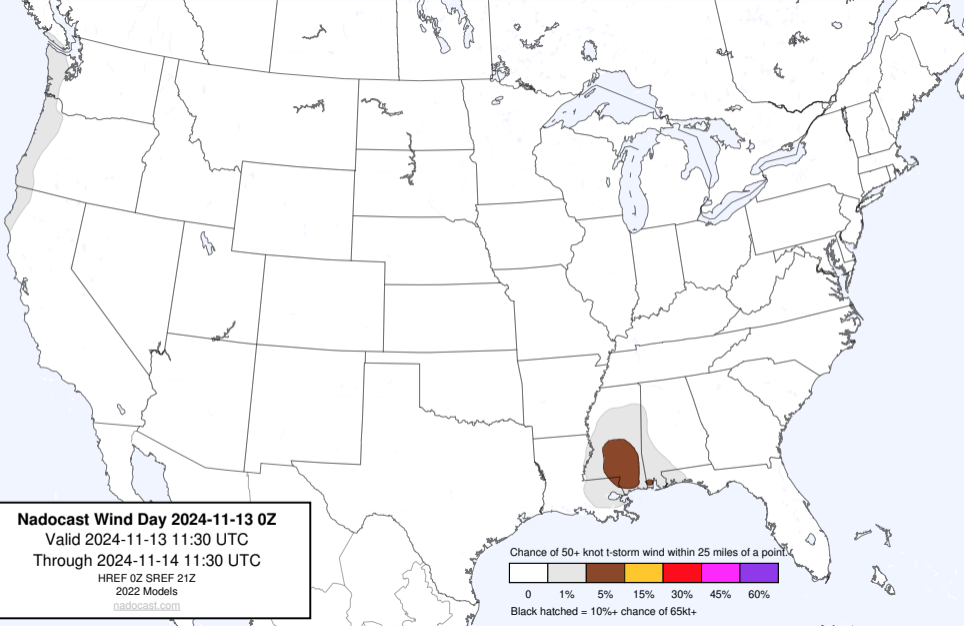 Nadocast Wind Day 2024-11-13 0Z
Valid 2024-11-13 11:30 UTC
Through 2024-11-14 11:30 UTC
HREF 0Z SREF 21Z
2022 Models
nadocast.com
Chance of 50+ knot t-storm wind within 25 miles of a point.
0 1% 5% 15% 30% 45% 60%
Black hatched = 10%+ chance of 65kt+